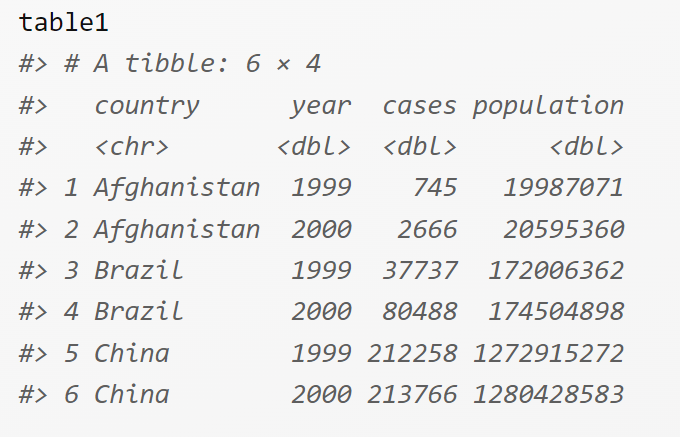 table1
#> # A tibble: 6 × 4
#>   country      year  cases population
#>   <chr>       <dbl>  <dbl>      <dbl>
#> 1 Afghanistan  1999    745   19987071
#> 2 Afghanistan  2000   2666   20595360
#> 3 Brazil       1999  37737  172006362
#> 4 Brazil       2000  80488  174504898
#> 5 China        1999 212258 1272915272
#> 6 China        2000 213766 1280428583